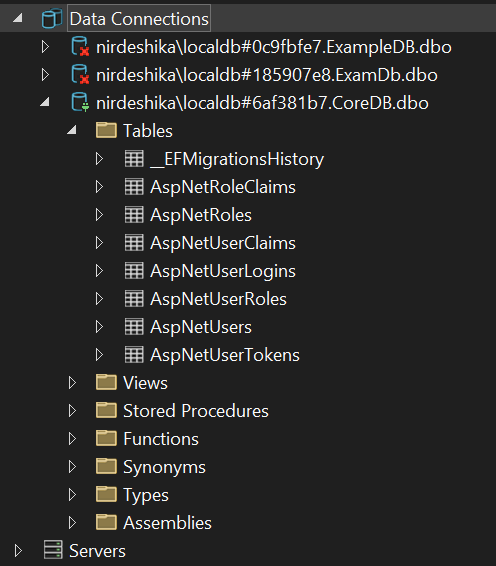 Data Connections
nirdeshika\localdb#0c9fbfe7.ExampleDB.dbo
nirdeshika\localdb#185907e8.ExamDb.dbo
nirdeshika\localdb#6af381b7.CoreDB.dbo
Tables
__EFMigrationsHistory
AspNetRoleClaims
AspNetRoles
AspNetUserClaims
AspNetUserLogins
AspNetUserRoles
AspNetUsers
AspNetUserTokens
Views
Stored Procedures
Functions
Synonyms
Types
Assemblies
Servers